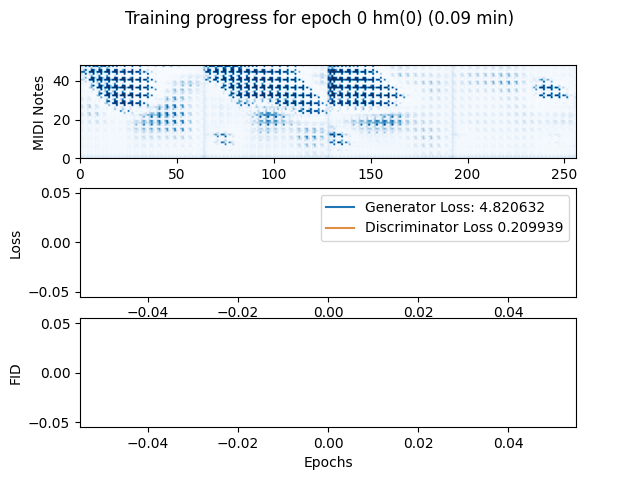 Training progress for epoch 0 hm(0) (0.09 min)
MIDI Notes
40
20
0
0 50 100 150 200 250
Loss
0.05
0.00
−0.05
Generator Loss: 4.820632
Discriminator Loss 0.209939
−0.04 −0.02 0.00 0.02 0.04
FID
0.05
0.00
−0.05
−0.04 −0.02 0.00 0.02 0.04
Epochs